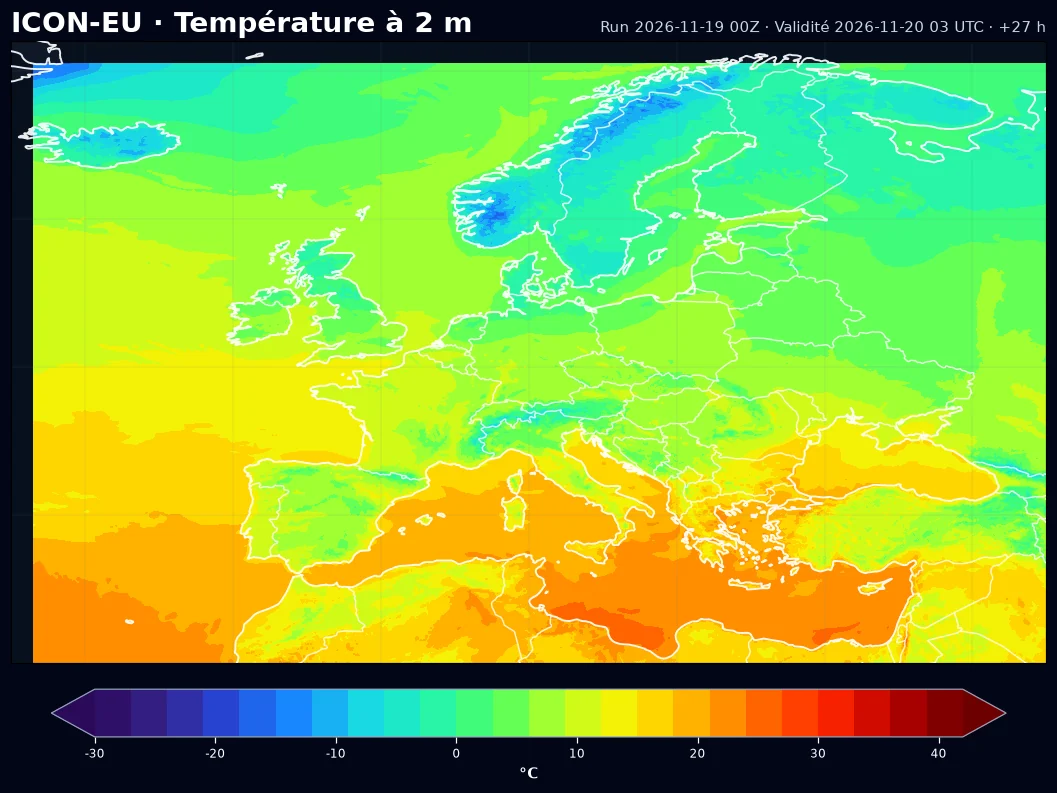 ICON-EU · Température à 2 m
Run 2026-11-19 00Z · Validité 2026-11-20 03 UTC · +27 h
-30 -20 -10 0 10 20 30 40
°C